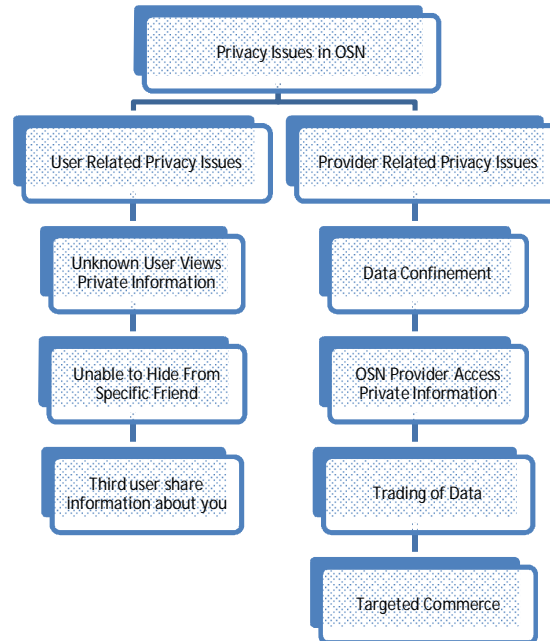 Privacy Issues in OSN
User Related Privacy Issues
Provider Related Privacy Issues
Unknown User Views
Private Information
Data Confinement
Unable to Hide From
Specific Friend
OSN Provider Access
Private Information
Third user share
information about you
Trading of Data
Targeted Commerce